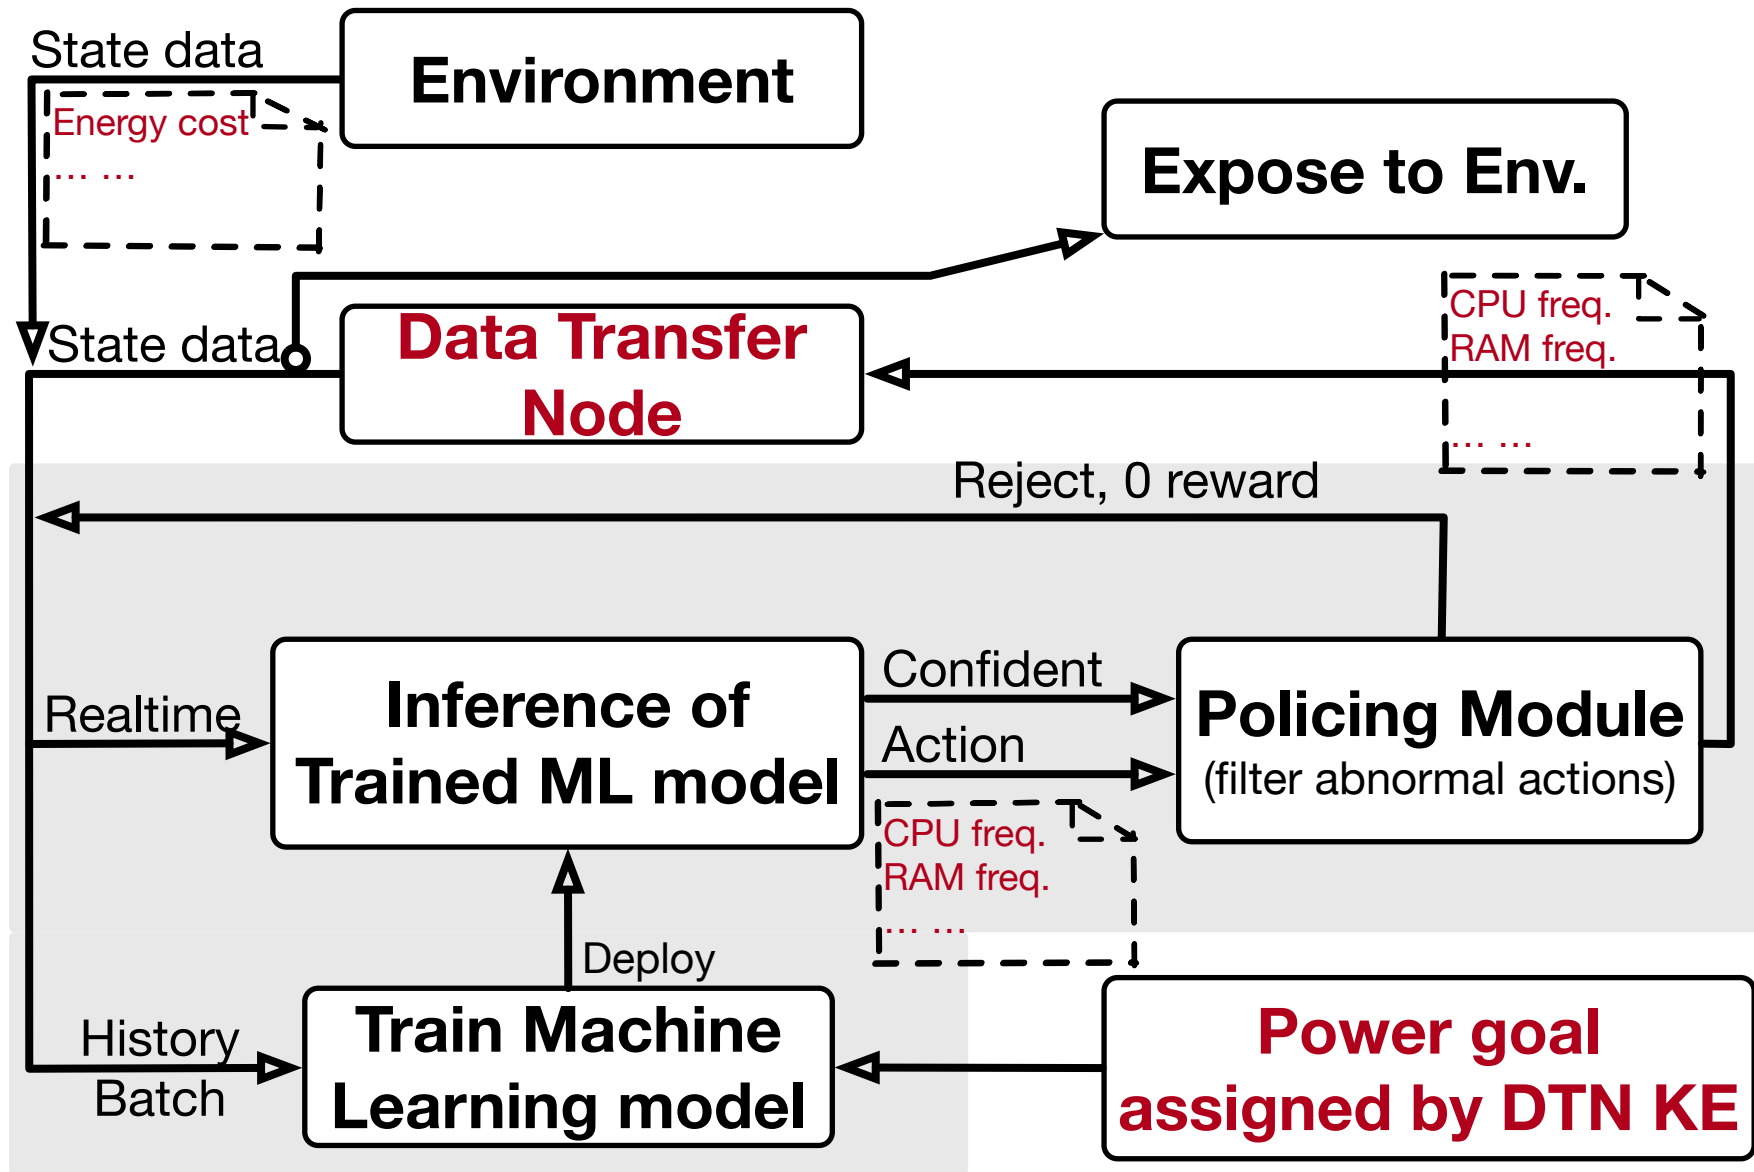 State data
Environment
Energy cost
... ...
Expose to Env.
State data
Data Transfer
Node
CPU freq.
RAM freq.
... ...
Reject, 0 reward
Realtime
Inference of
Trained ML model
Confident
Action
Policing Module
(filter abnormal actions)
CPU freq.
RAM freq.
... ...
Deploy
History
Batch
Train Machine
Learning model
Power goal
assigned by DTN KE